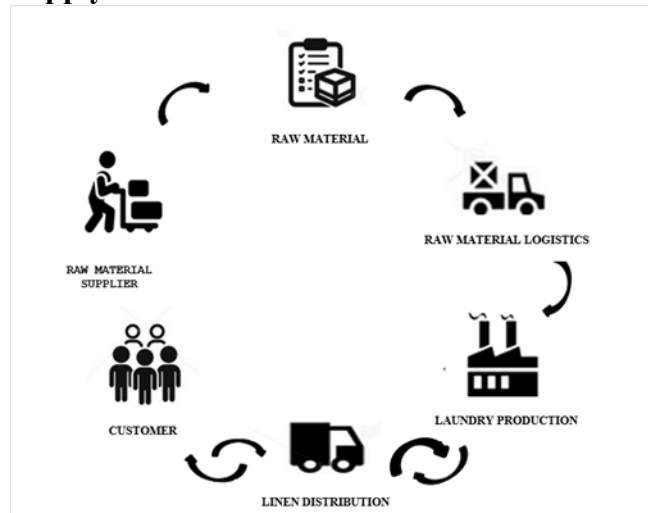 RAW MATERIAL
RAW MATERIAL LOGISTICS
RAW MATERIAL
SUPPLIER
LAUNDRY PRODUCTION
CUSTOMER
LINEN DISTRIBUTION